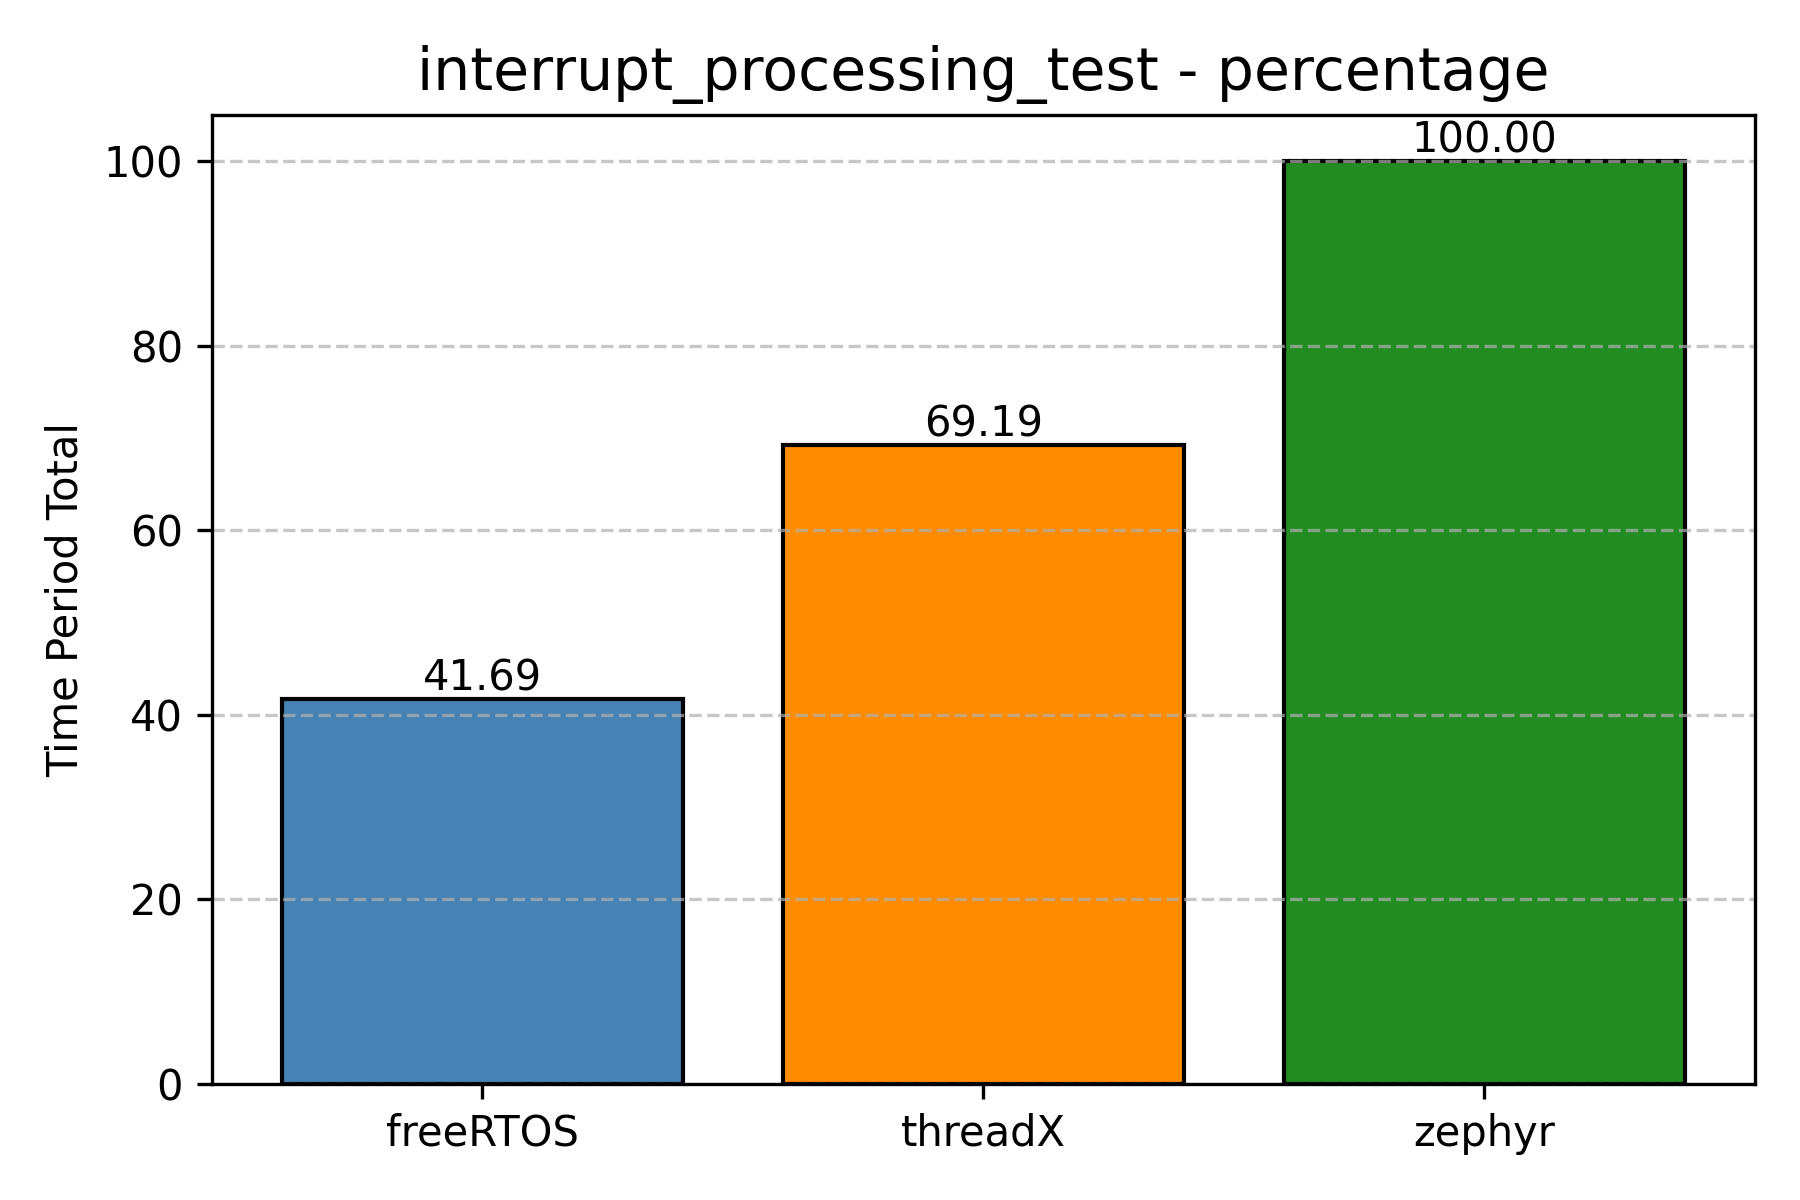 interrupt_processing_test - percentage
Time Period Total
100
80
60
40
20
0
41.69
69.19
100.00
freeRTOS
threadX
zephyr